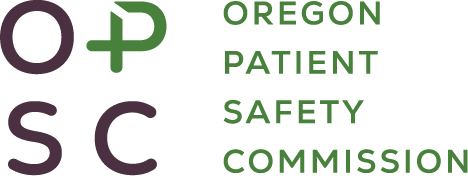 OP
SC
OREGON
PATIENT
SAFETY
COMMISSION